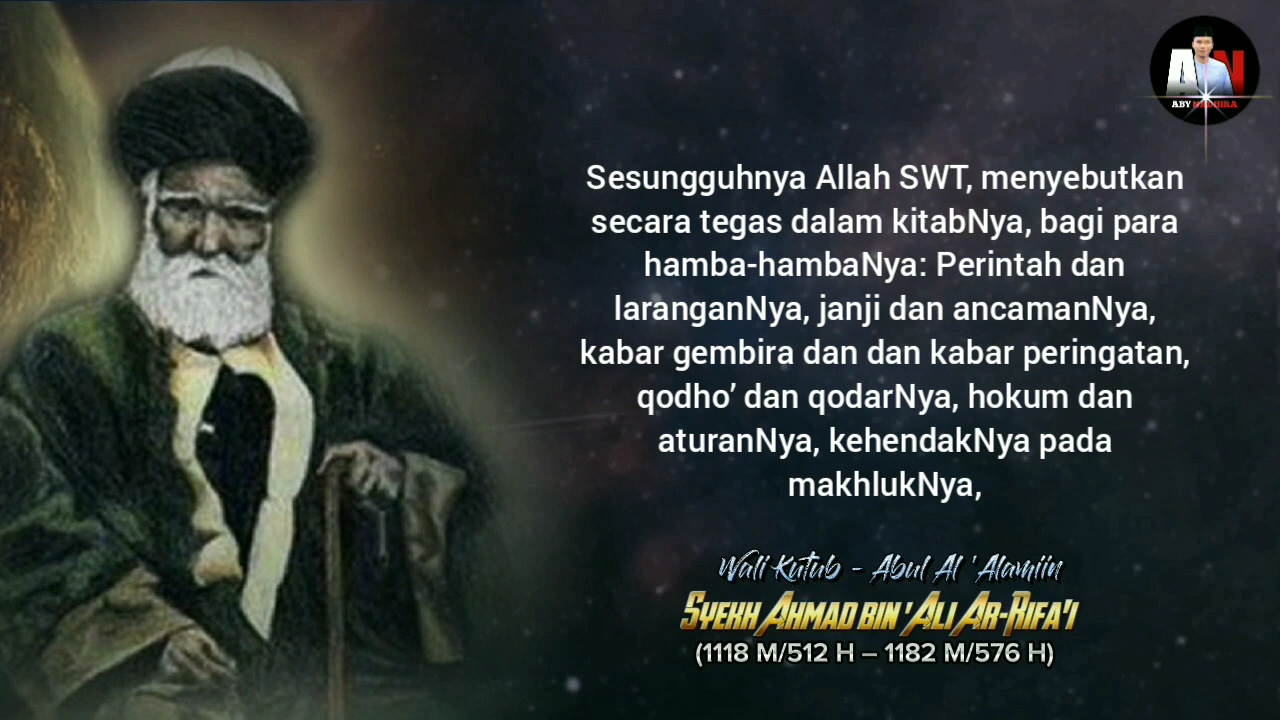 ABY NADHIRA
Sesungguhnya Allah SWT, menyebutkan
secara tegas dalam kitabNya, bagi para
hamba-hambaNya: Perintah dan
laranganNya, janji dan ancamanNya,
kabar gembira dan dan kabar peringatan,
qodho’ dan qodarNya, hokum dan
aturanNya, kehendakNya pada
makhlukNya,
Wali Kutub - Abul Al 'Alamiin
Syekh Ahmad bin 'Ali Ar-Rifa'i
(1118 M/512 H – 1182 M/576 H)